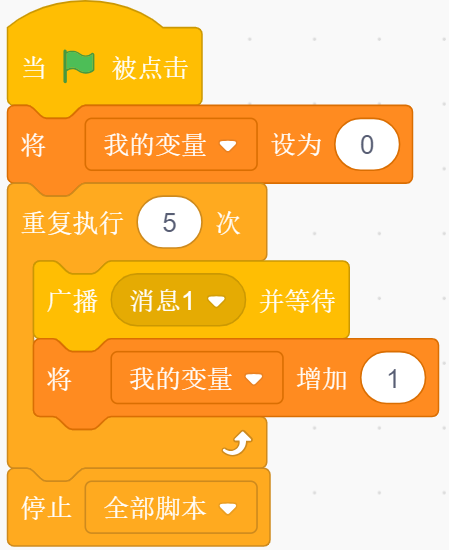 当 被点击
将 我的变量 设为 0
重复执行 5 次
广播 消息1 并等待
将 我的变量 增加 1
停止 全部脚本